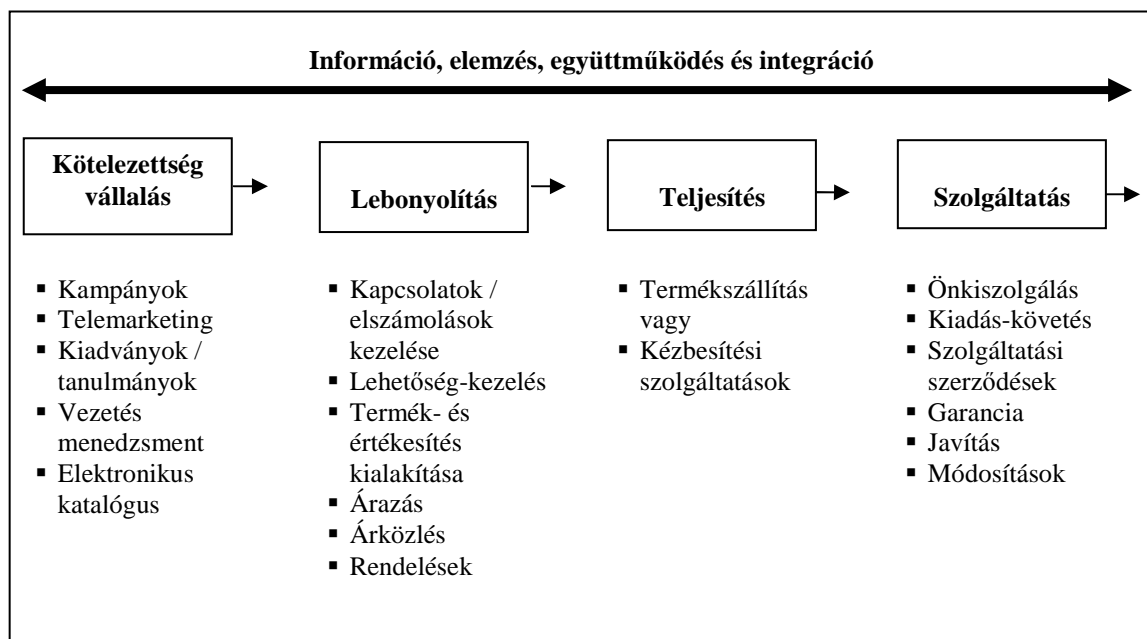 Információ, elemzés, együttműködés és integráció
Kötelezettség
vállalás
Lebonyolítás
Teljesítés
Szolgáltatás
▪ Kampányok
▪ Telemarketing
▪ Kiadványok /
tanulmányok
▪ Vezetés
menedzsment
▪ Elektronikus
katalógus
▪ Kapcsolatok /
elszámolások
kezelése
▪ Lehetőség-kezelés
▪ Termék- és
értékesítés
kialakítása
▪ Árazás
▪ Árközlés
▪ Rendelések
▪ Termékszállítás
vagy
▪ Kézbesítési
szolgáltatások
▪ Önkiszolgálás
▪ Kiadás-követés
▪ Szolgáltatási
szerződések
▪ Garancia
▪ Javítás
▪ Módosítások